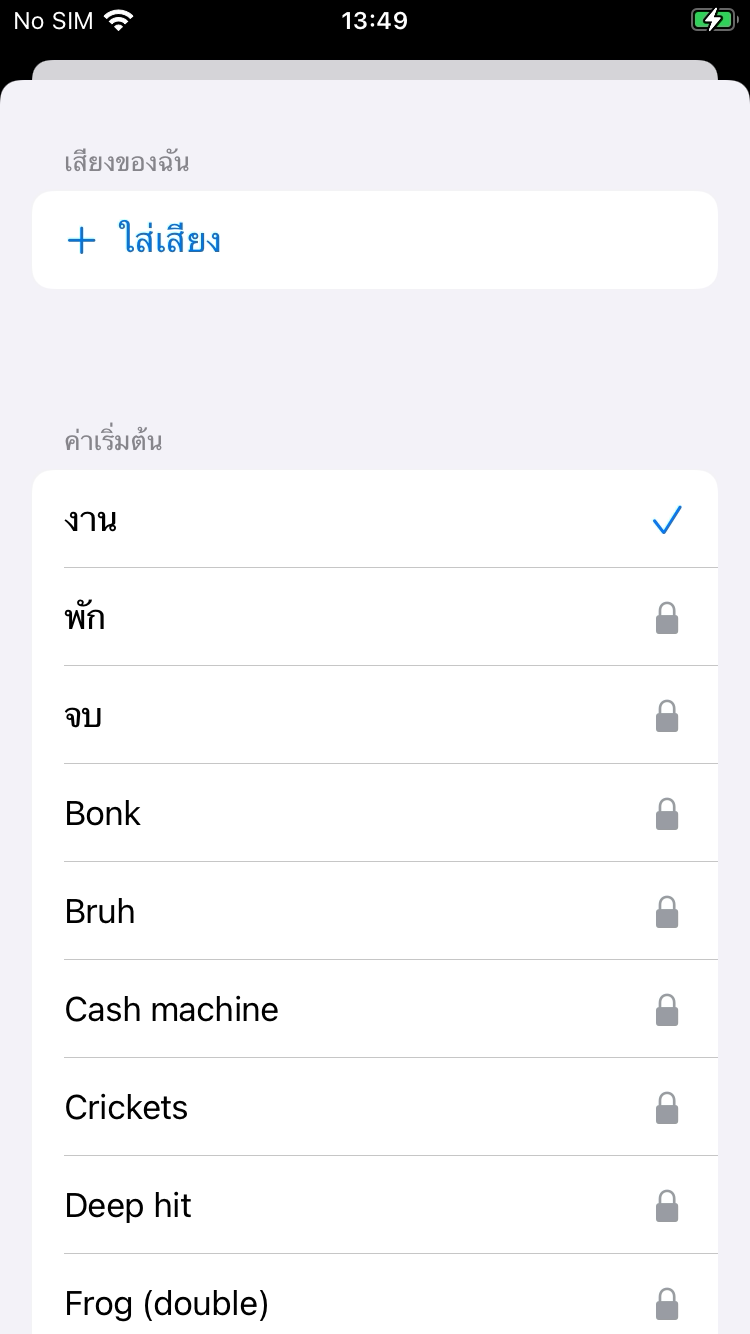 No SIM 13:49
เสียงของฉัน
+ ใส่เสียง
ค่าเริ่มต้น
งาน
พัก
จบ
Bonk
Bruh
Cash machine
Crickets
Deep hit
Frog (double)